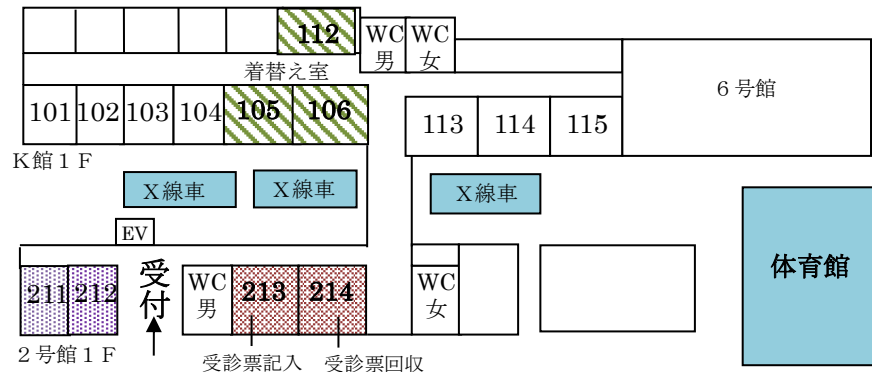 112
WC
男
WC
女
着替え室
6号館
101
102
103
104
105
106
113
114
115
K館1F
X線車
X線車
X線車
EV
体育館
211
212
受付
WC
男
213
214
WC
女
2号館1F
受診票記入
受診票回収